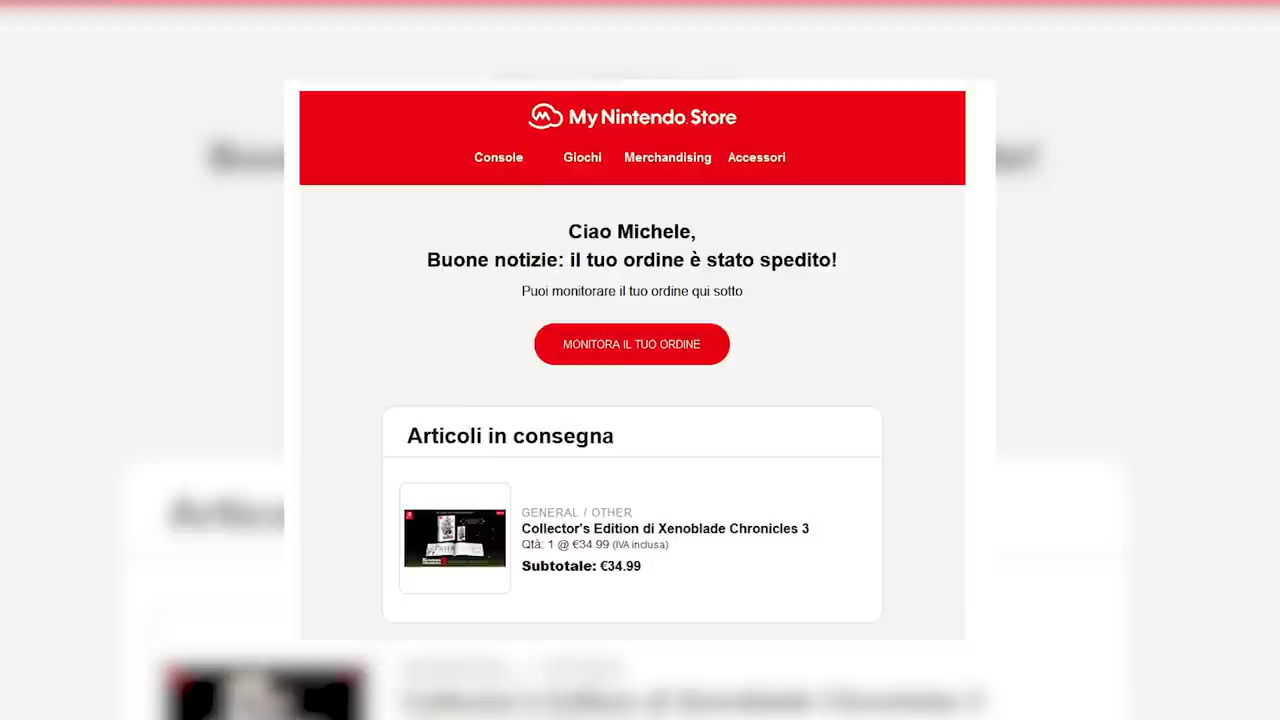 My Nintendo Store
Console Giochi Merchandising Accessori
Ciao Michele,
Buone notizie: il tuo ordine è stato spedito!
Puoi monitorare il tuo ordine qui sotto
MONITORA IL TUO ORDINE
Articoli in consegna
GENERAL / OTHER
Collector's Edition di Xenoblade Chronicles 3
Qtà: 1 @ €34.99 (IVA inclusa)
Subtotale: €34.99